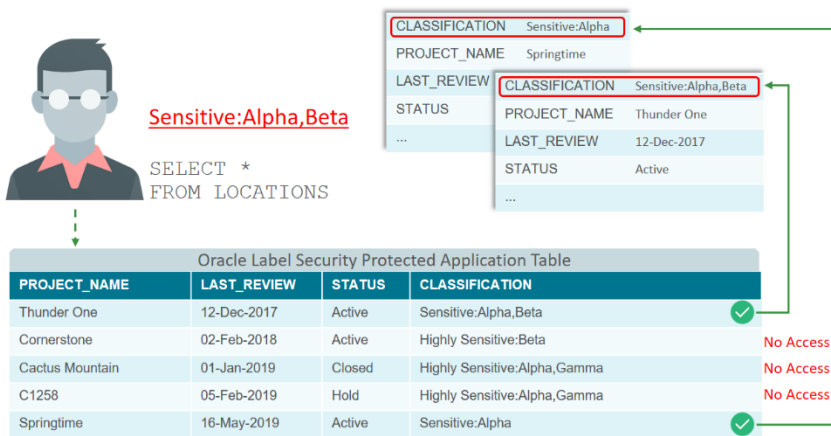 CLASSIFICATION Sensitive:Alpha
PROJECT_NAME Springtime
LAST_REVIEW
STATUS
...
CLASSIFICATION Sensitive:Alpha,Beta
PROJECT_NAME Thunder One
LAST_REVIEW 12-Dec-2017
STATUS Active
...
Sensitive:Alpha,Beta
SELECT *
FROM LOCATIONS
Oracle Label Security Protected Application Table
PROJECT_NAME LAST_REVIEW STATUS CLASSIFICATION
Thunder One 12-Dec-2017 Active Sensitive:Alpha,Beta
Cornerstone 02-Feb-2018 Active Highly Sensitive:Beta No Access
Cactus Mountain 01-Jan-2019 Closed Highly Sensitive:Alpha,Gamma No Access
C1258 05-Feb-2019 Hold Highly Sensitive:Alpha,Gamma No Access
Springtime 16-May-2019 Active Sensitive:Alpha